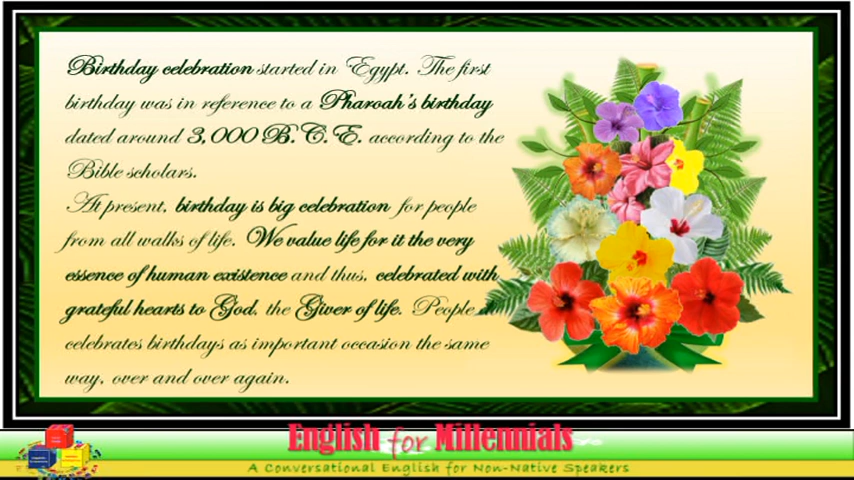 Birthday celebration started in Egypt. The first
birthday was in reference to a Pharoah's birthday
dated around 3,000 B.C.E. according to the
Bible scholars.
At present, birthday is big celebration for people
from all walks of life. We value life for it the very
essence of human existence and thus, celebrated with
grateful hearts to God, the Giver of life. People
celebrates birthdays as important occasion the same
way, over and over again.
English for Millennials
A Conversational English for Non-Native Speakers